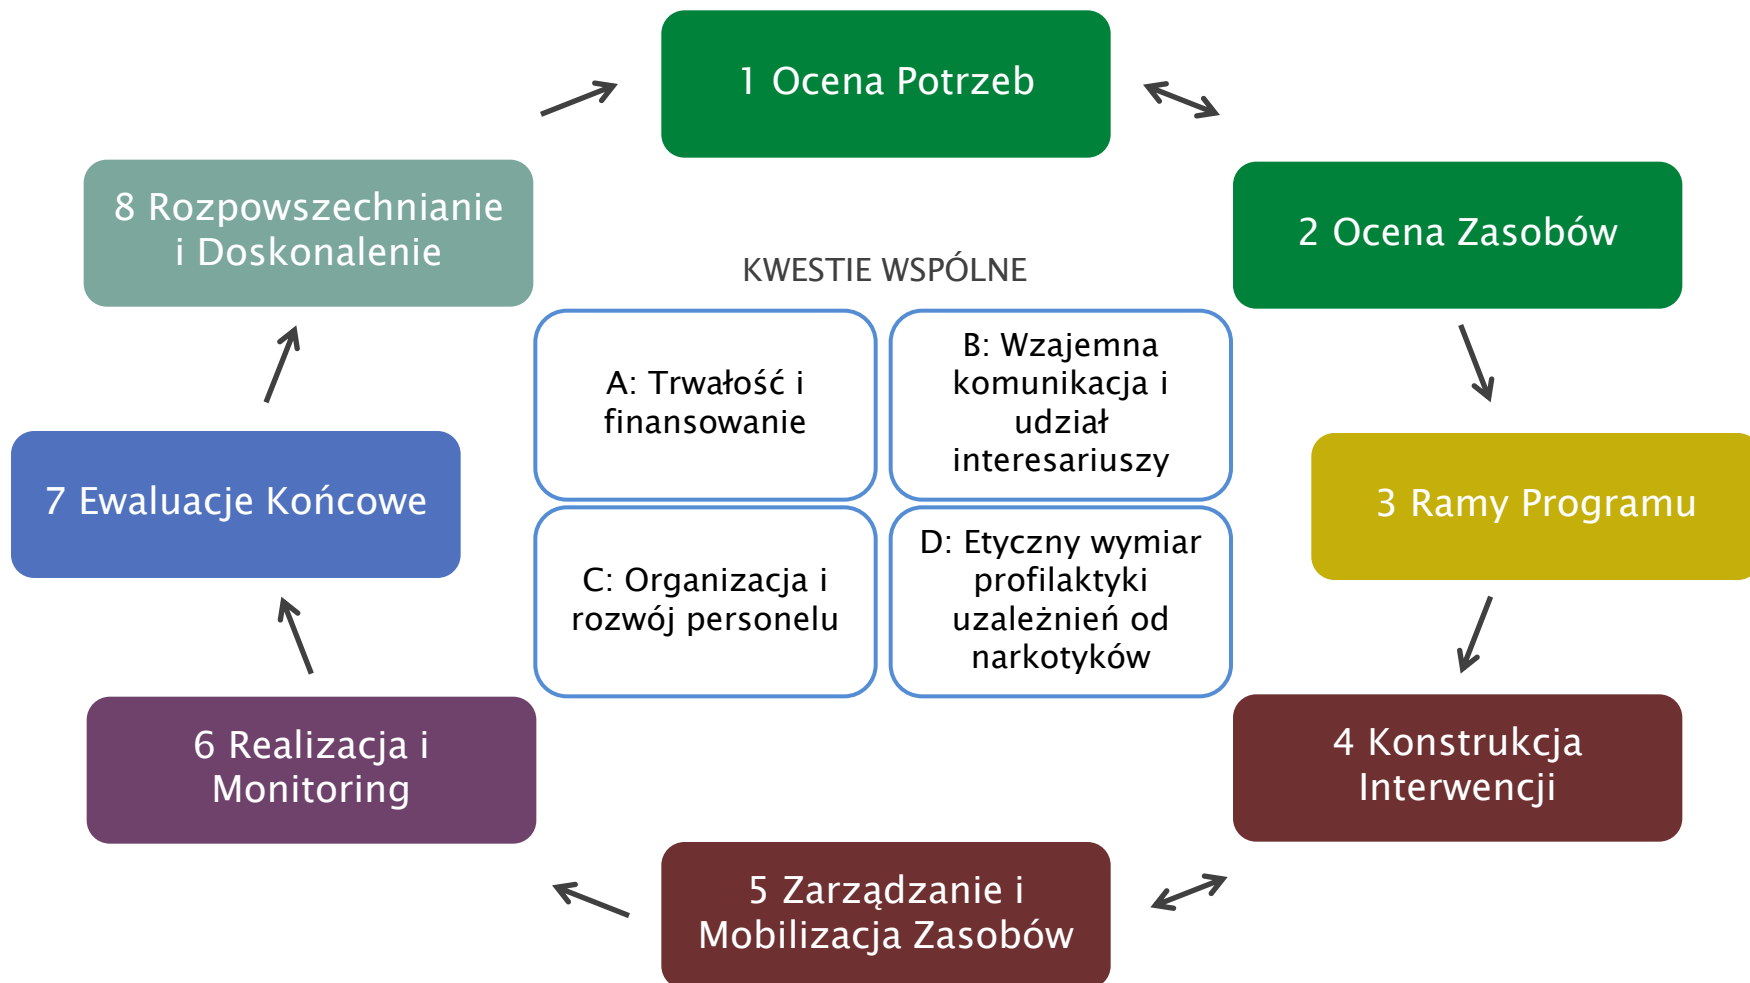 1 Ocena Potrzeb
2 Ocena Zasobów
3 Ramy Programu
4 Konstrukcja
Interwencji
5 Zarządzanie i
Mobilizacja Zasobów
6 Realizacja i
Monitoring
7 Ewaluacje Końcowe
8 Rozpowszechnianie
i Doskonalenie
KWESTIE WSPÓLNE
A: Trwałość i
finansowanie
B: Wzajemna
komunikacja i
udział
interesariuszy
C: Organizacja i
rozwój personelu
D: Etyczny wymiar
profilaktyki
uzależnień od
narkotyków